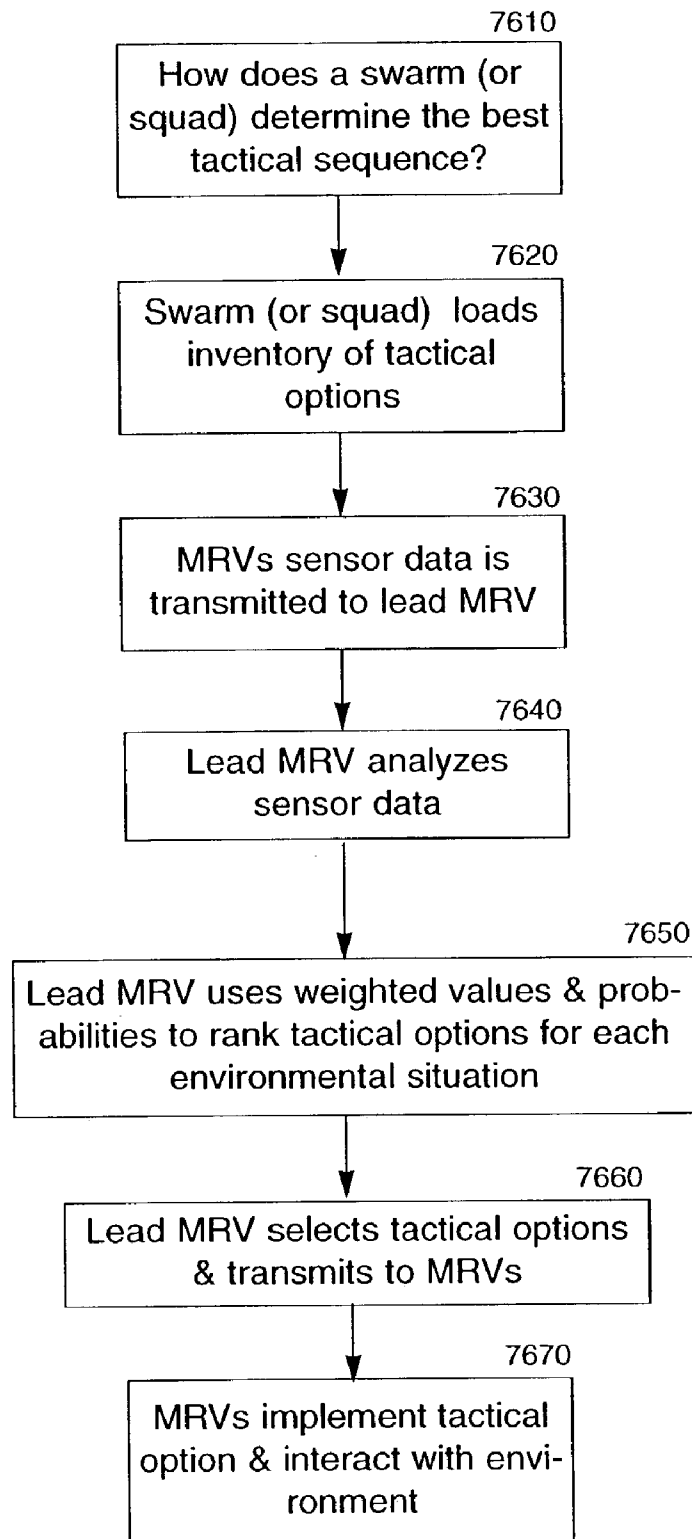 7610
How does a swarm (or
squad) determine the best
tactical sequence?
7620
Swarm (or squad) loads
inventory of tactical
options
7630
MRVs sensor data is
transmitted to lead MRV
7640
Lead MRV analyzes
sensor data
7650
Lead MRV uses weighted values & prob-
abilities to rank tactical options for each
environmental situation
7660
Lead MRV selects tactical options
& transmits to MRVs
7670
MRVs implement tactical
option & interact with envi-
ronment